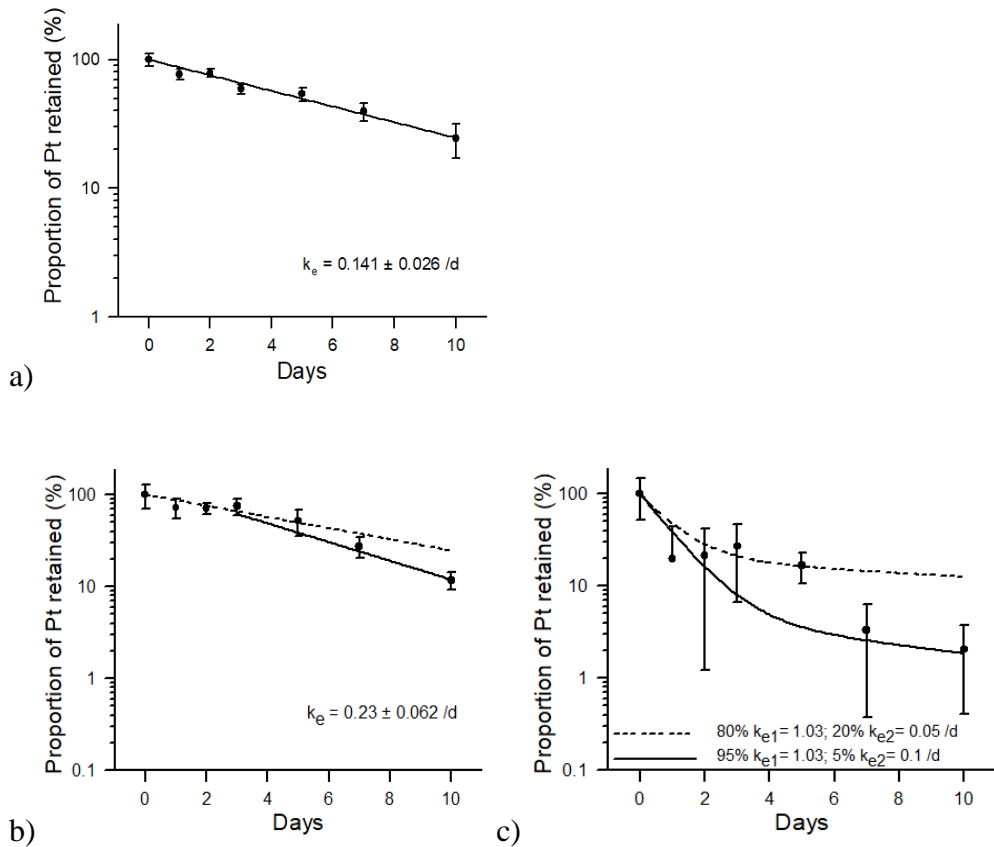 Proportion of Pt retained (%)
100
10
1
kₑ = 0.141 ± 0.026 /d
0 2 4 6 8 10
Days
a)
Proportion of Pt retained (%)
100
10
1
0.1
kₑ = 0.23 ± 0.062 /d
0 2 4 6 8 10
Days
b)
Proportion of Pt retained (%)
100
10
1
0.1
80% kₑ₁= 1.03; 20% kₑ₂= 0.05 /d
95% kₑ₁= 1.03; 5% kₑ₂= 0.1 /d
0 2 4 6 8 10
Days
c)